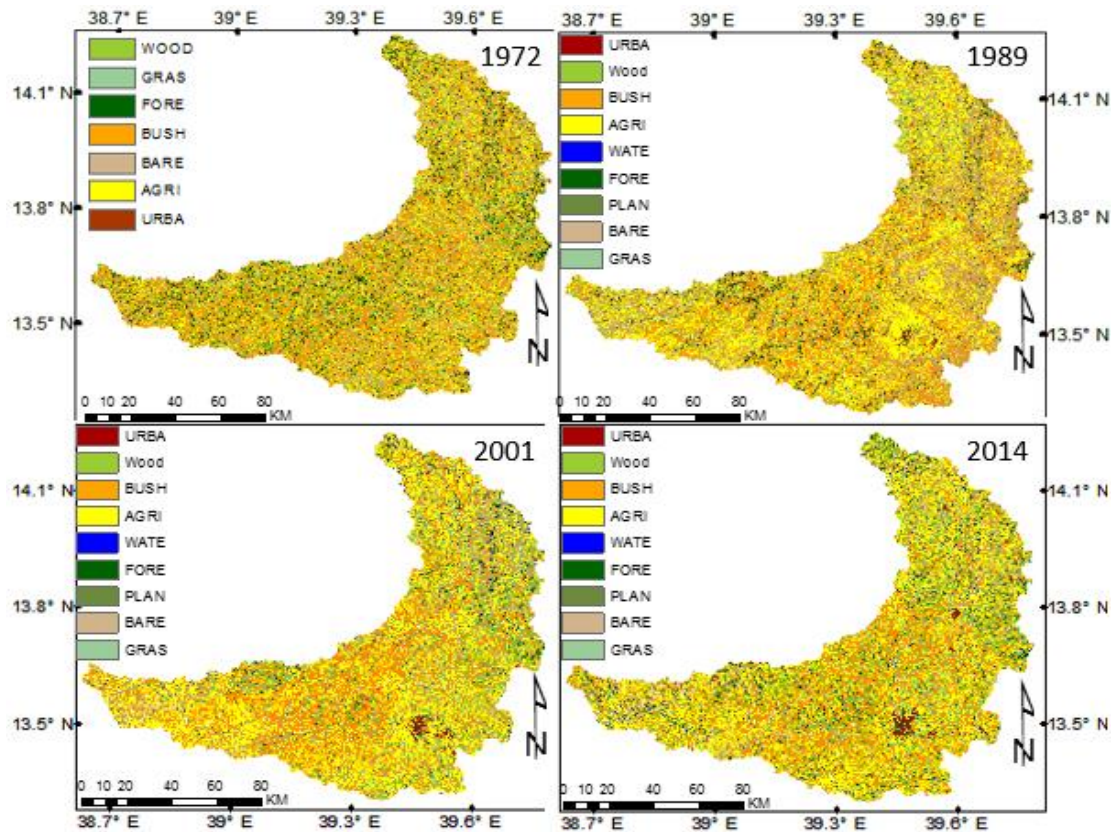 38.7° E 39° E 39.3° E 39.6° E
38.7° E 39° E 39.3° E 39.6° E
1972
WOOD
GRAS
FORE
BUSH
BARE
AGRI
URBA
14.1° N
13.8° N
13.5° N
N
0 10 20 40 60 80
KM
1989
URBA
Wood
BUSH
AGRI
WATE
FORE
PLAN
BARE
GRAS
14.1° N
13.8° N
13.5° N
N
0 10 20 40 60 80
KM
2001
URBA
Wood
BUSH
AGRI
WATE
FORE
PLAN
BARE
GRAS
14.1° N
13.8° N
13.5° N
N
0 10 20 40 60 80
KM
2014
URBA
Wood
BUSH
AGRI
WATE
FORE
PLAN
BARE
GRAS
14.1° N
13.8° N
13.5° N
N
0 10 20 40 60 80
KM
38.7° E 39° E 39.3° E 39.6° E
38.7° E 39° E 39.3° E 39.6° E